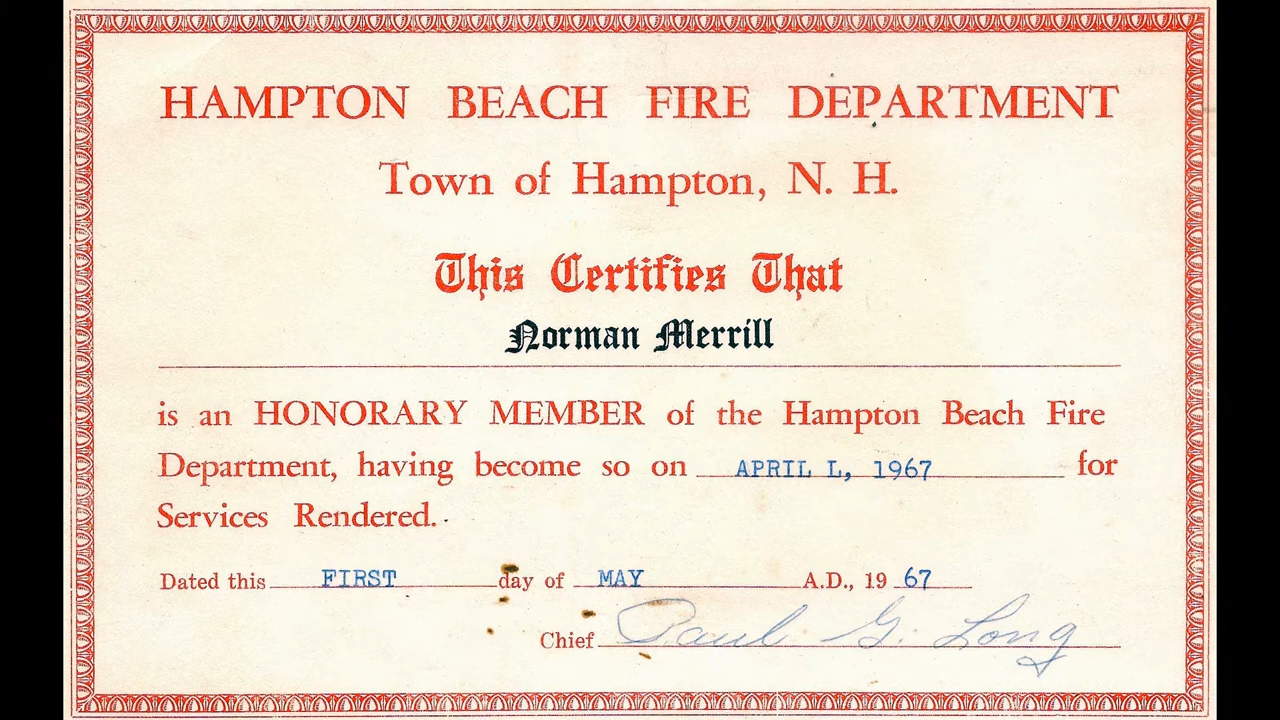 HAMPTON BEACH FIRE DEPARTMENT
Town of Hampton, N. H.
This Certifies That
Norman Merrill
is an HONORARY MEMBER of the Hampton Beach Fire
Department, having become so on APRIL L, 1967 for
Services Rendered.
Dated this FIRST day of MAY A.D., 19 67
Chief Paul G. Long